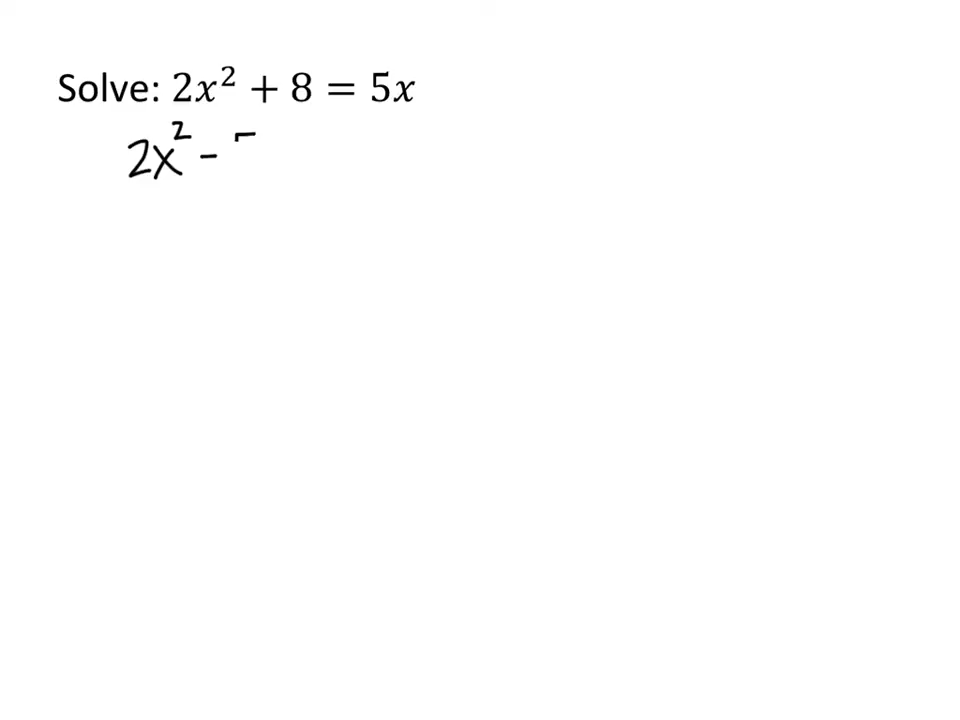 Solve: 2x² + 8 = 5x
2x² -